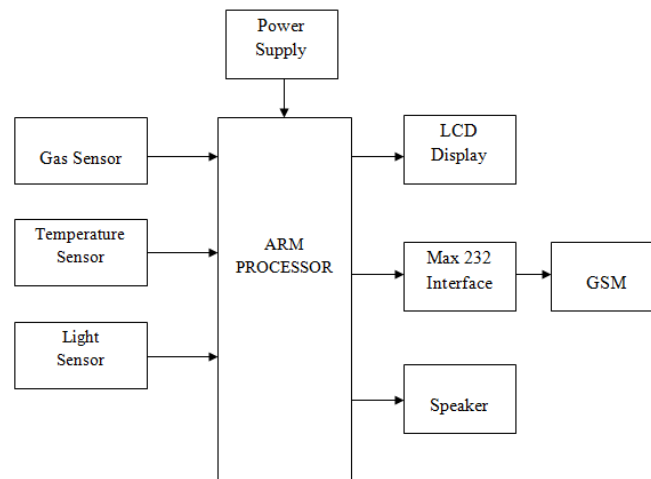 Power
Supply
Gas Sensor
LCD
Display
Temperature
Sensor
ARM
PROCESSOR
Max 232
Interface
GSM
Light
Sensor
Speaker